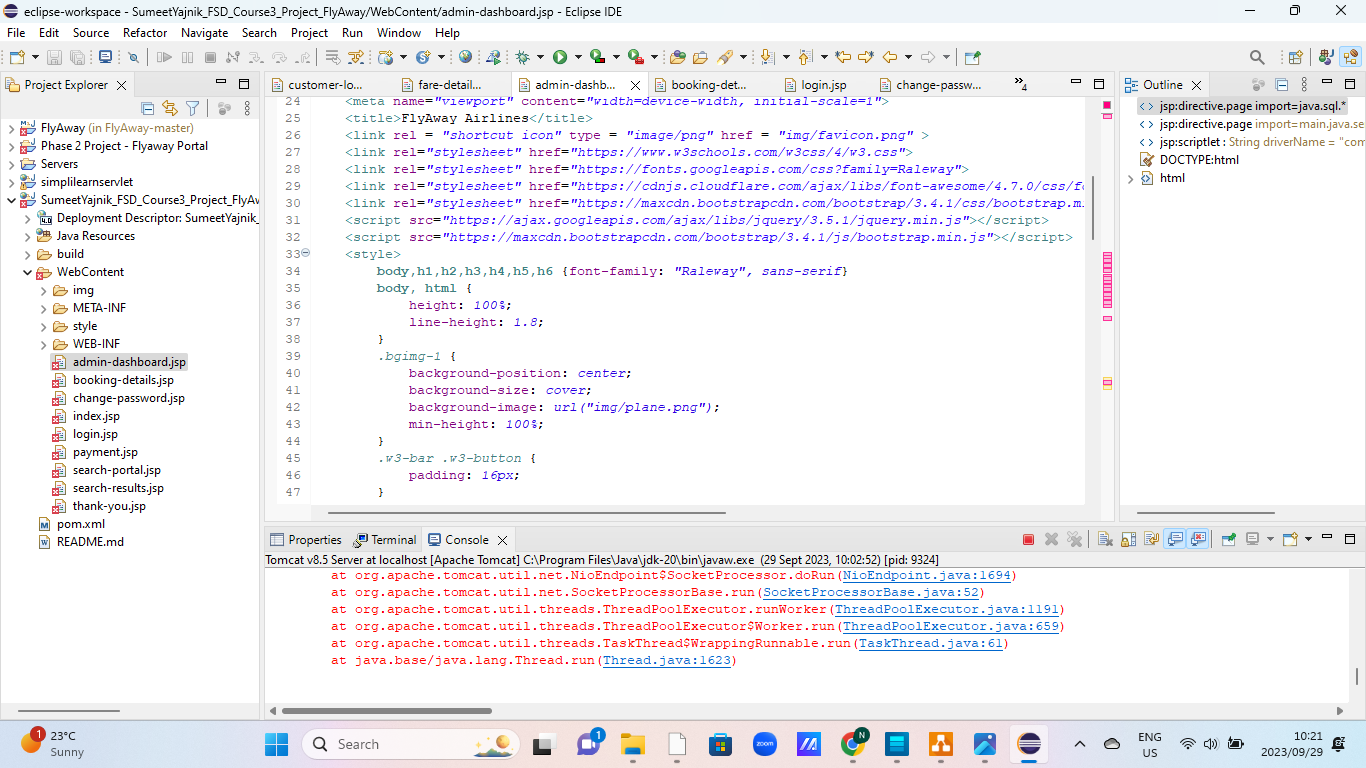 eclipse-workspace - SumeetYajnik_FSD_Course3_Project_FlyAway/WebContent/admin-dashboard.jsp - Eclipse IDE
File Edit Source Refactor Navigate Search Project Run Window Help
Project Explorer
FlyAway (in FlyAway-master)
Phase 2 Project - Flyaway Portal
Servers
simplilearnservlet
SumeetYajnik_FSD_Course3_Project_FlyA
Deployment Descriptor: SumeetYajnik_
Java Resources
build
WebContent
img
META-INF
style
WEB-INF
admin-dashboard.jsp
booking-details.jsp
change-password.jsp
index.jsp
login.jsp
payment.jsp
search-portal.jsp
search-results.jsp
thank-you.jsp
pom.xml
README.md
customer-lo... fare-detail... admin-dashb... booking-det... login.jsp change-passw... »4
24 <meta name="viewport" content="width=device-width, initial-scale=1">
25 <title>FlyAway Airlines</title>
26 <link rel = "shortcut icon" type = "image/png" href = "img/favicon.png" >
27 <link rel="stylesheet" href="https://www.w3schools.com/w3css/4/w3.css">
28 <link rel="stylesheet" href="https://fonts.googleapis.com/css?family=Raleway">
29 <link rel="stylesheet" href="https://cdnjs.cloudflare.com/ajax/libs/font-awesome/4.7.0/css/fo
30 <link rel="stylesheet" href="https://maxcdn.bootstrapcdn.com/bootstrap/3.4.1/css/bootstrap.mi
31 <script src="https://ajax.googleapis.com/ajax/libs/jquery/3.5.1/jquery.min.js"></script>
32 <script src="https://maxcdn.bootstrapcdn.com/bootstrap/3.4.1/js/bootstrap.min.js"></script>
33 <style>
34 body,h1,h2,h3,h4,h5,h6 {font-family: "Raleway", sans-serif}
35 body, html {
36 height: 100%;
37 line-height: 1.8;
38 }
39 .bgimg-1 {
40 background-position: center;
41 background-size: cover;
42 background-image: url("img/plane.png");
43 min-height: 100%;
44 }
45 .w3-bar .w3-button {
46 padding: 16px;
47 }
Outline
jsp:directive.page import=java.sql.*
jsp:directive.page import=main.java.se
jsp:scriptlet : String driverName = "com
DOCTYPE:html
html
Properties Terminal Console
Tomcat v8.5 Server at localhost [Apache Tomcat] C:\Program Files\Java\jdk-20\bin\javaw.exe (29 Sept 2023, 10:02:52) [pid: 9324]
at org.apache.tomcat.util.net.NioEndpoint$SocketProcessor.doRun(NioEndpoint.java:1694)
at org.apache.tomcat.util.net.SocketProcessorBase.run(SocketProcessorBase.java:52)
at org.apache.tomcat.util.threads.ThreadPoolExecutor.runWorker(ThreadPoolExecutor.java:1191)
at org.apache.tomcat.util.threads.ThreadPoolExecutor$Worker.run(ThreadPoolExecutor.java:659)
at org.apache.tomcat.util.threads.TaskThread$WrappingRunnable.run(TaskThread.java:61)
at java.base/java.lang.Thread.run(Thread.java:1623)
1 23°C
Sunny
Search
1
zoom
N
ENG
US
10:21
2023/09/29